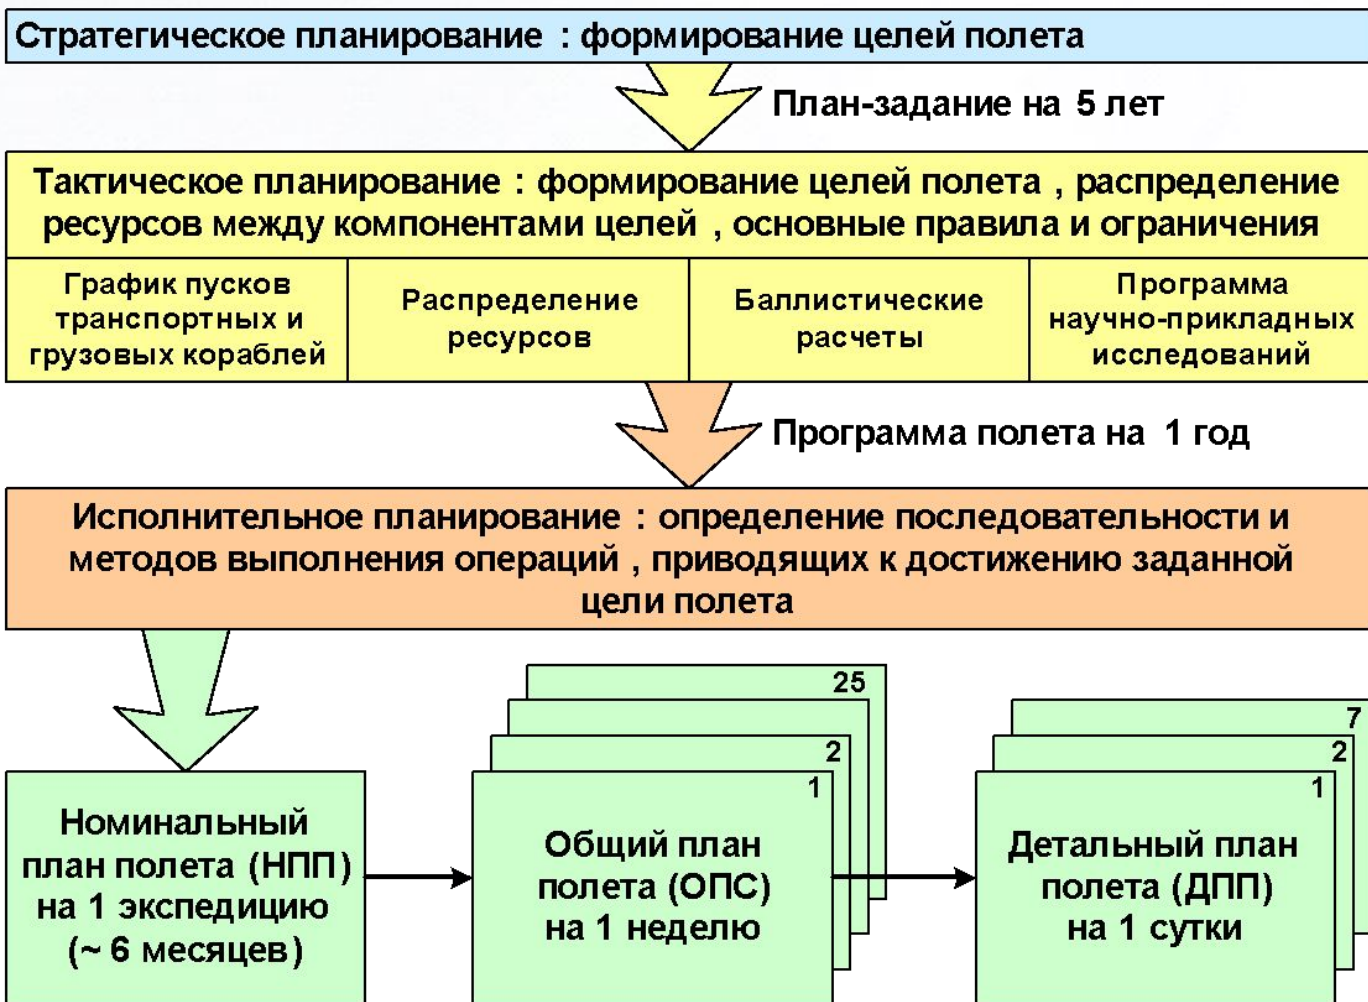 Стратегическое планирование : формирование целей полета
План-задание на 5 лет
Тактическое планирование : формирование целей полета , распределение
ресурсов между компонентами целей , основные правила и ограничения
График пусков
транспортных и
грузовых кораблей
Распределение
ресурсов
Баллистические
расчеты
Программа
научно-прикладных
исследований
Программа полета на 1 год
Исполнительное планирование : определение последовательности и
методов выполнения операций , приводящих к достижению заданной
цели полета
Номинальный
план полета (НПП)
на 1 экспедицию
(~ 6 месяцев)
25
2
1
Общий план
полета (ОПС)
на 1 неделю
7
2
1
Детальный план
полета (ДПП)
на 1 сутки